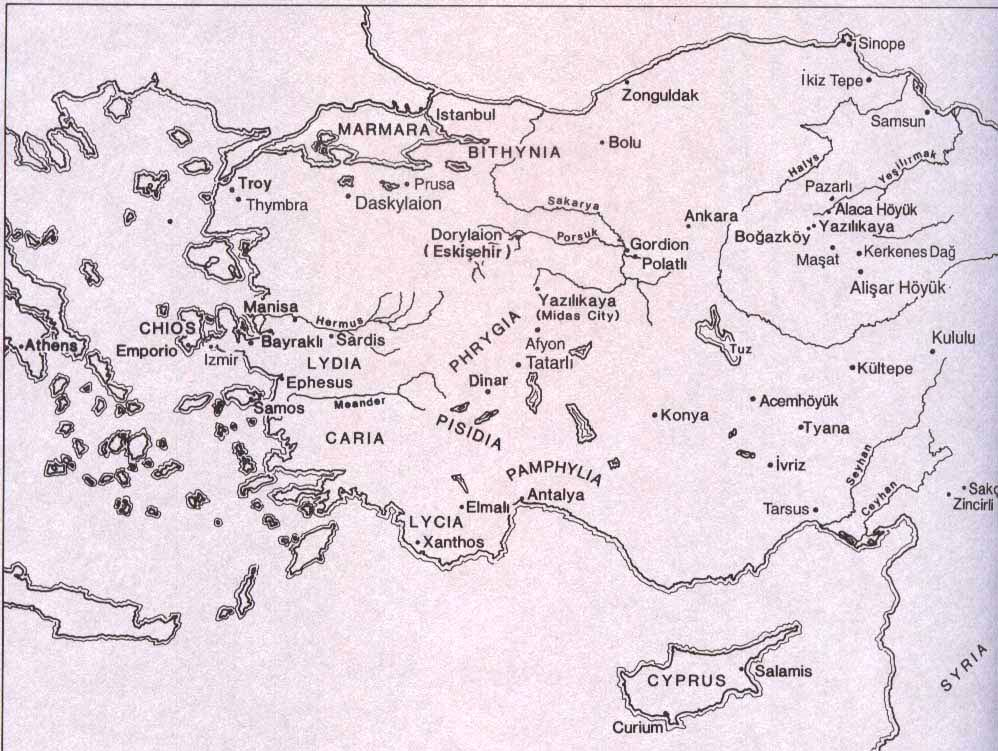 Sinope
İkiz Tepe
Zonguldak
Istanbul
Samsun
MARMARA
BITHYNIA
Bolu
Halys
Yeşilırmak
Troy
Thymbra
Prusa
Daskylaion
Pazarlı
Sakarya
Alaca Höyük
Ankara
Yazılıkaya
Boğazköy
Dorylaion
(Eskişehir)
Porsuk
Gordion
Polatlı
Maşat
Kerkenes Dağ
Alişar Höyük
Yazılıkaya
(Midas City)
Manisa
Hermus
CHIOS
Emporio
Izmir
Bayraklı
Sardis
Athens
LYDIA
PHRYGIA
Afyon
Tatarlı
Tuz
Kululu
Kültepe
Ephesus
Dinar
Samos
Meander
Acemhöyük
Konya
Tyana
CARIA
PISIDIA
PAMPHYLIA
İvriz
Seyhan
Ceyhan
Elmalı
Antalya
Tarsus
Sakç
Zincirli
LYCIA
Xanthos
CYPRUS
Salamis
Curium
SYRIA